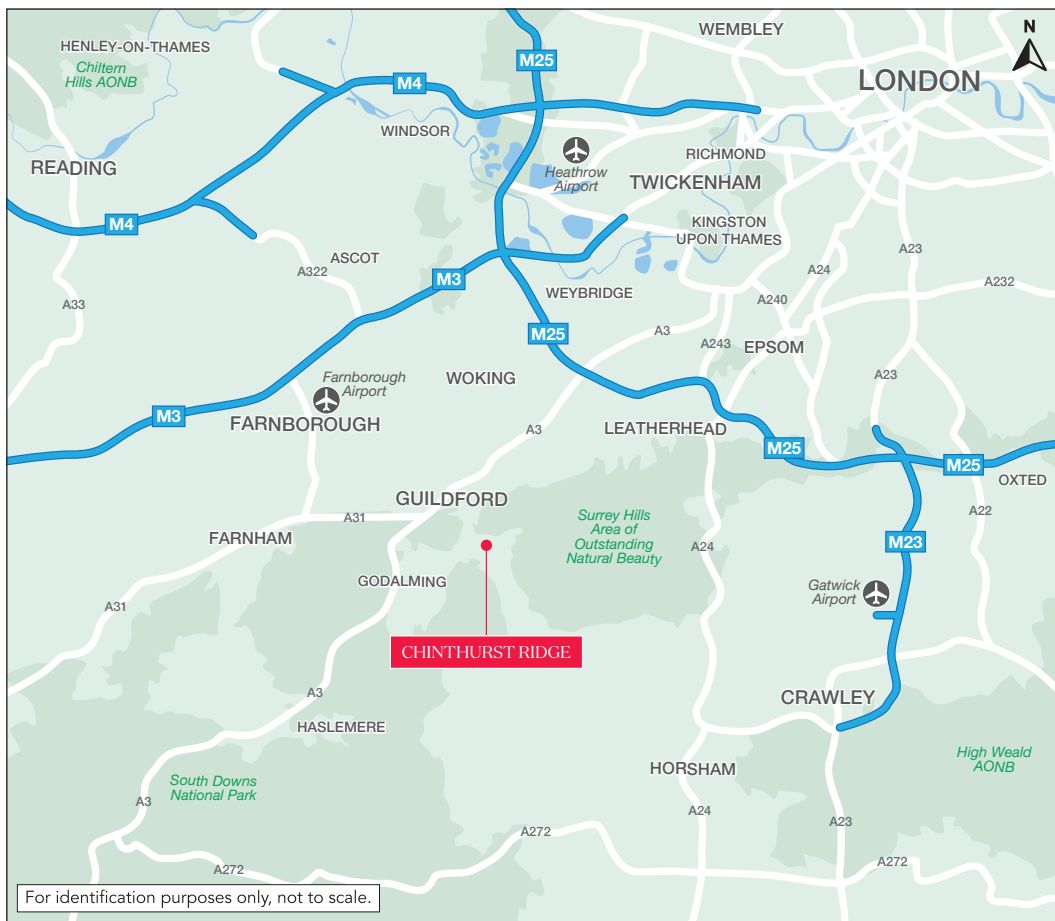 N
WEMBLEY
HENLEY-ON-THAMES
M25
Chiltern
Hills AONB
LONDON
M4
WINDSOR
RICHMOND
READING
Heathrow
Airport
TWICKENHAM
M4
KINGSTON
UPON THAMES
A23
ASCOT
A322
A24
M3
A232
WEYBRIDGE
A240
A33
M25
A3
A243
EPSOM
Farnborough
Airport
WOKING
A23
M3
FARNBOROUGH
A3
LEATHERHEAD
M25
M25
OXTED
GUILDFORD
A31
Surrey Hills
Area of
Outstanding
Natural Beauty
A22
FARNHAM
A24
M23
GODALMING
Gatwick
Airport
A31
CHINTHURST RIDGE
A3
CRAWLEY
HASLEMERE
High Weald
AONB
HORSHAM
South Downs
National Park
A3
A24
A23
A272
A272
A272
For identification purposes only, not to scale.